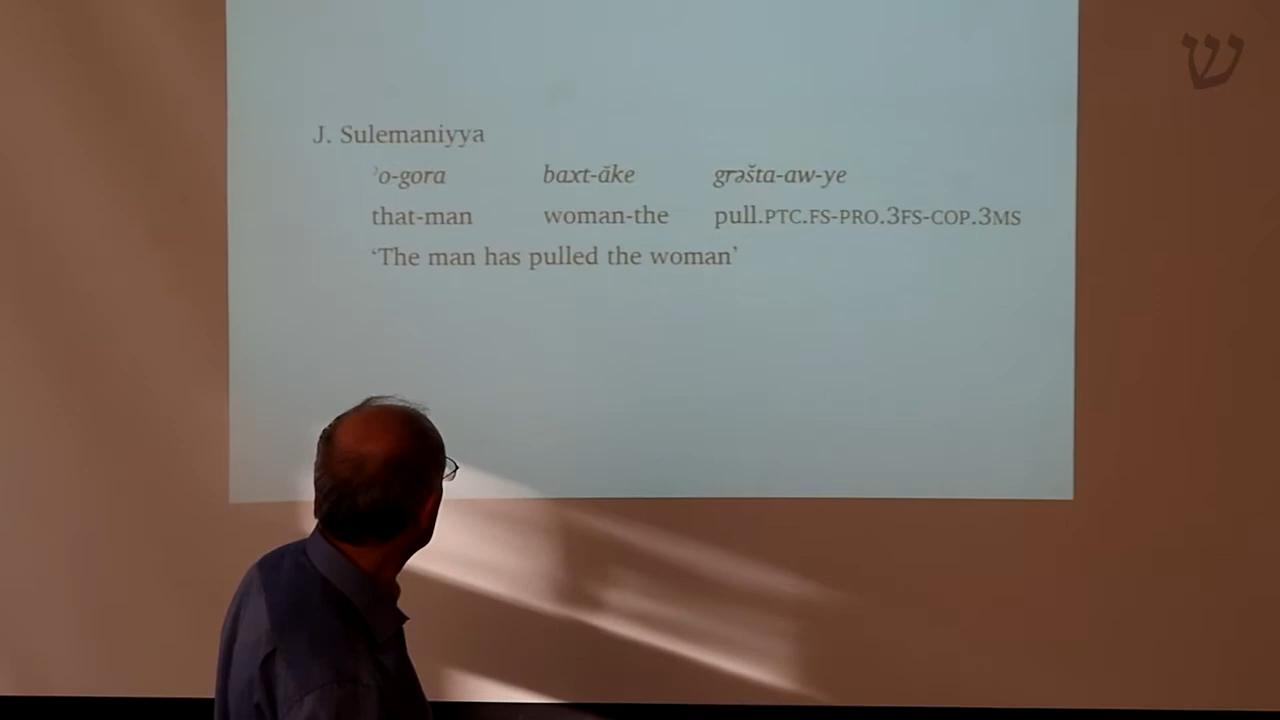 ש
J. Sulemaniyya
ʾo-gora baxt-ăke grəšta-aw-ye
that-man woman-the pull.PTC.FS-PRO.3FS-COP.3MS
‘The man has pulled the woman’